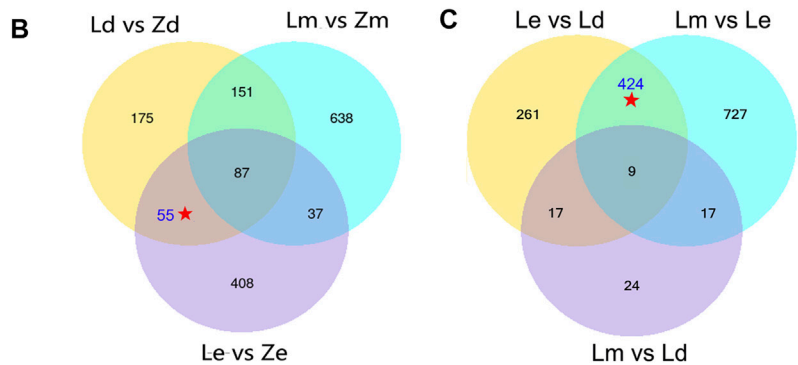 B
Ld vs Zd
Lm vs Zm
175
151
638
87
55
37
408
Le vs Ze
C
Le vs Ld
Lm vs Le
424
261
727
9
17
17
24
Lm vs Ld